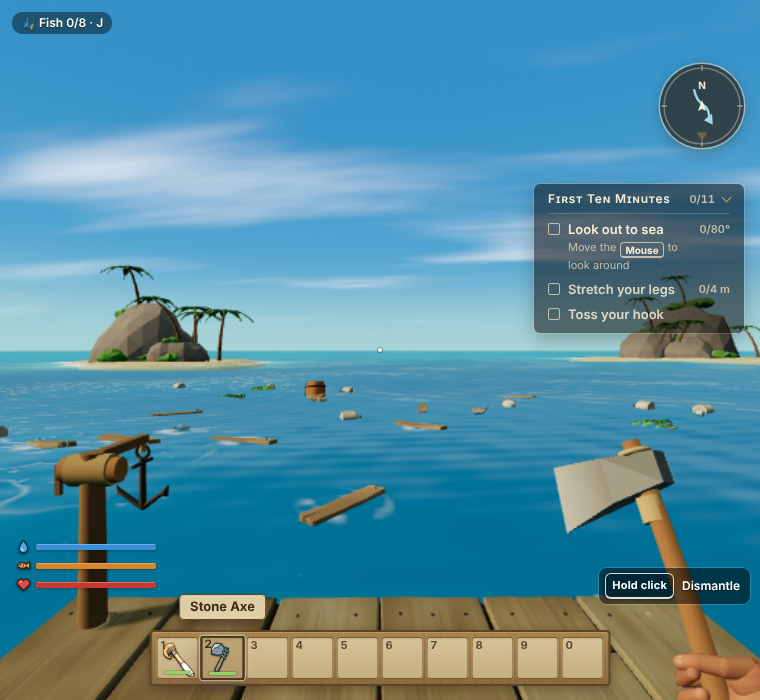 Fish 0/8 · J
N
First Ten Minutes 0/11
Look out to sea 0/80°
Move the Mouse to
look around
Stretch your legs 0/4 m
Toss your hook
Hold click Dismantle
Stone Axe
1 2 3 4 5 6 7 8 9 0